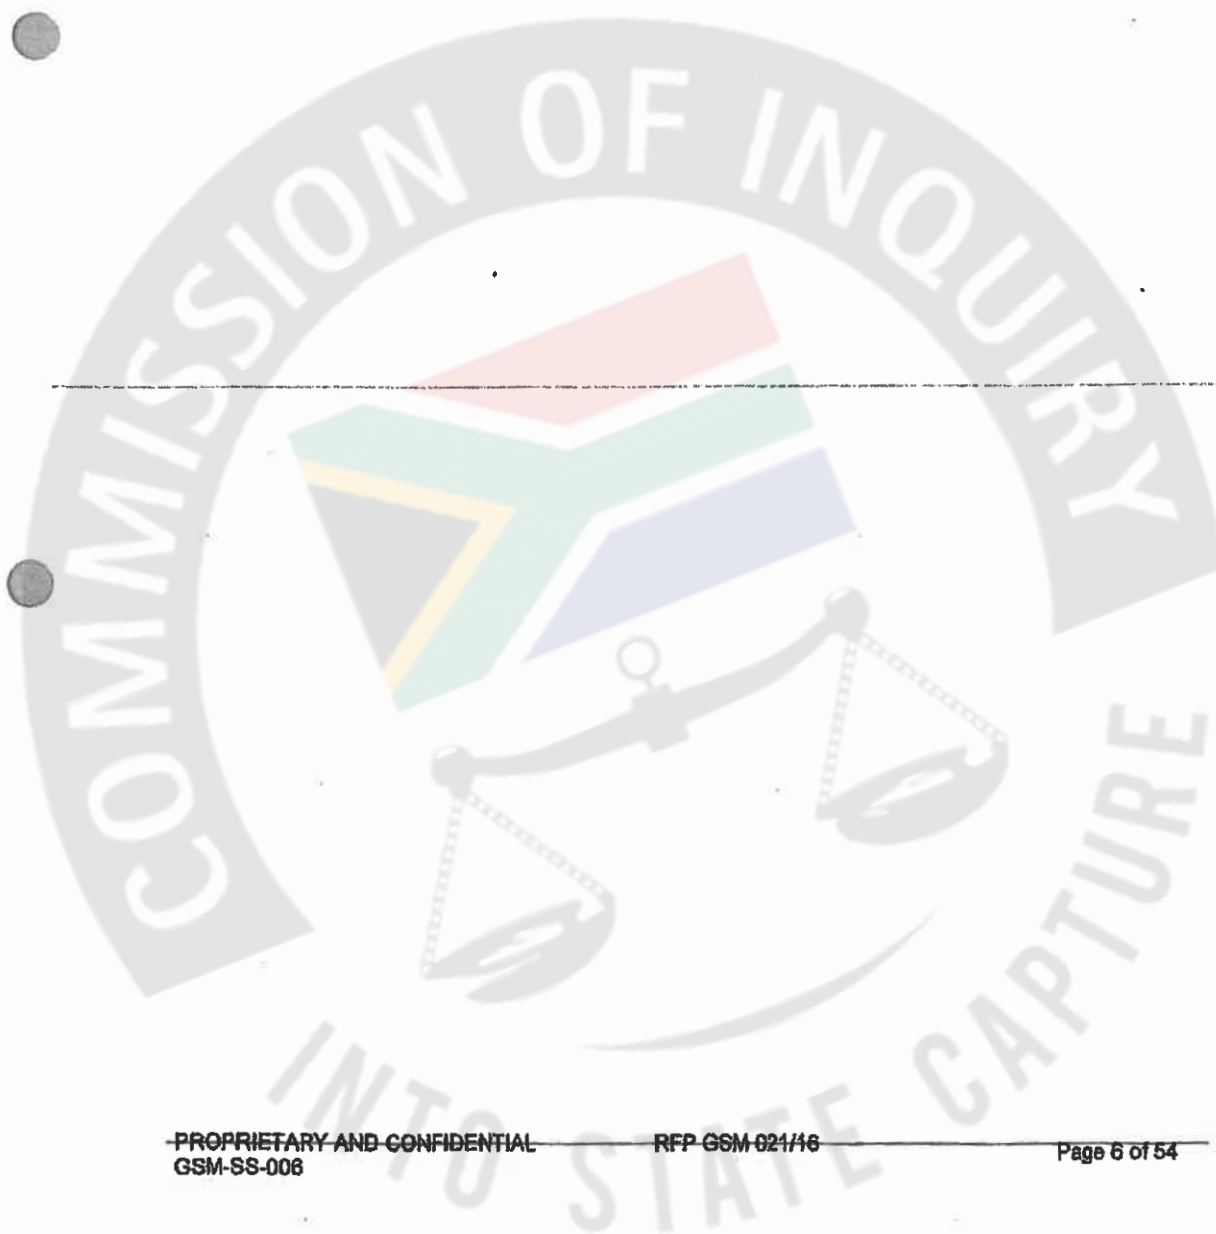 COMMISSION OF INQUIRY
INTO STATE CAPTURE
PROPRIETARY AND CONFIDENTIAL RFP GSM 021/16 Page 6 of 54
GSM-SS-006